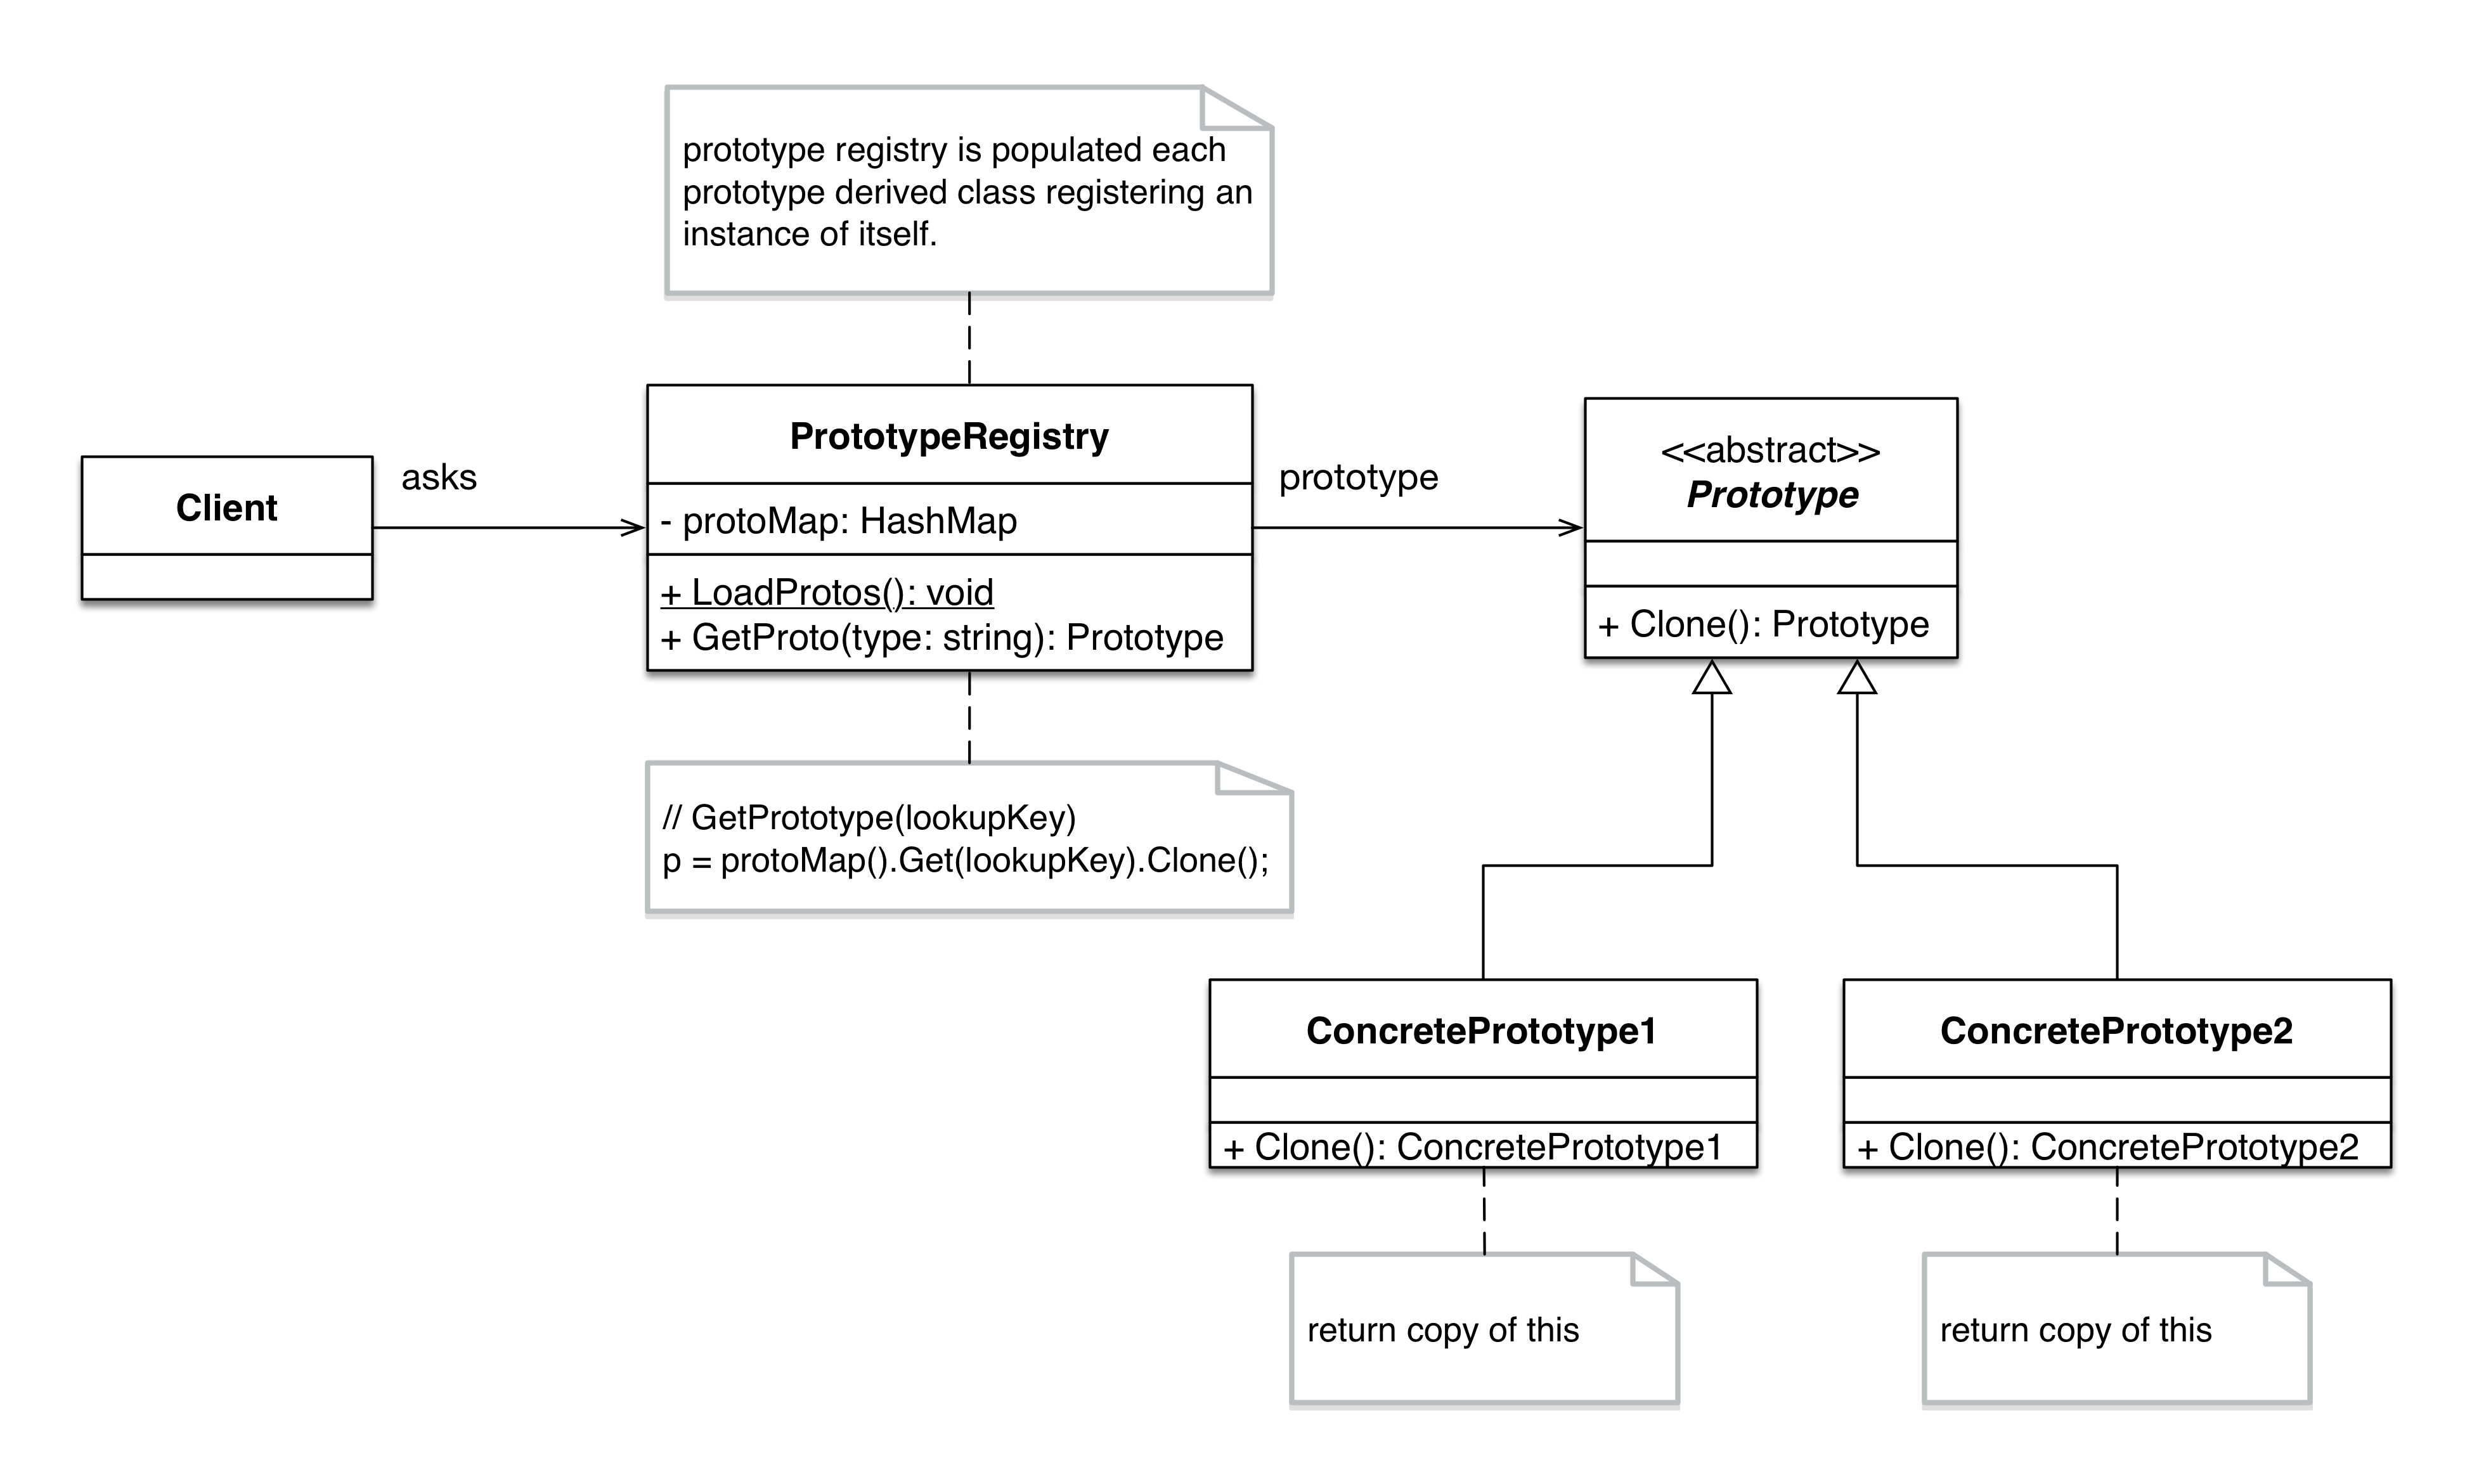 prototype registry is populated each
prototype derived class registering an
instance of itself.
Client
asks
PrototypeRegistry
- protoMap: HashMap
+ LoadProtos(): void
+ GetProto(type: string): Prototype
prototype
<<abstract>>
Prototype
+ Clone(): Prototype
// GetPrototype(lookupKey)
p = protoMap().Get(lookupKey).Clone();
ConcretePrototype1
+ Clone(): ConcretePrototype1
ConcretePrototype2
+ Clone(): ConcretePrototype2
return copy of this
return copy of this